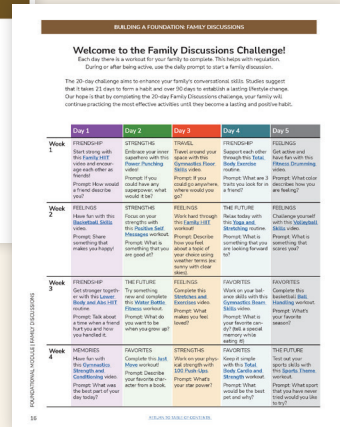 BUILDING A FOUNDATION: FAMILY DISCUSSIONS
Welcome to the Family Discussions Challenge!
Each day there is a workout for your family to complete. This helps with regulation.
During or after being active, use the daily prompt to start a family discussion.
The 20-day challenge aims to enhance your family's conversational skills. Studies suggest
that it takes 21 days to form a habit and over 90 days to establish a lasting lifestyle change.
Our hope is that by completing the 20-day Family Discussions challenge, your family will
continue practicing the most effective activities until they become a lasting and positive habit.
Day 1
Day 2
Day 3
Day 4
Day 5
Week
1
FRIENDSHIP
Start strong with
this Family HIIT
video and encour-
age each other as
friends!
Prompt: How would
a friend describe
you?
STRENGTHS
Embrace your inner
superhero with this
Power Punching
video!
Prompt: If you
could have any
superpower, what
would it be?
TRAVEL
Travel around your
space with this
Gymnastics Floor
Skills video.
Prompt: If you
could go anywhere,
where would you
go?
FRIENDSHIP
Support each other
through this Total
Body Exercise
routine.
Prompt: What are 3
traits you look for in
a friend?
FEELINGS
Get active and
have fun with this
Fitness Drumming
video.
Prompt: What color
describes how you
are feeling?
Week
2
FEELINGS
Have fun with this
Basketball Skills
video.
Prompt: Share
something that
makes you happy!
STRENGTHS
Focus on your
strengths with
this Positive Self
Messages workout.
Prompt: What is
something that you
are good at?
FEELINGS
Work hard through
this Family HIIT
workout!
Prompt: Describe
how you feel
about a topic of
your choice using
weather terms (ie:
sunny with clear
skies).
THE FUTURE
Relax today with
this Yoga and
Stretching routine.
Prompt: What is
something that you
are looking forward
to?
FEELINGS
Challenge yourself
with this Volleyball
Skills video.
Prompt: What is
something that
scares you?
Week
3
FRIENDSHIP
Get stronger togeth-
er with this Lower
Body and Abs HIIT
routine.
Prompt: Talk about
a time when a friend
hurt you and how
you handled it.
THE FUTURE
Try something
new and complete
this Water Bottle
Fitness workout.
Prompt: What do
you want to be
when you grow up?
FEELINGS
Complete this
Stretches and
Exercises video.
Prompt: What
makes you feel
loved?
FAVORITES
Work on your bal-
ance skills with this
Gymnastics Beam
Skills video.
Prompt: What is
your favorite can-
dy? (tell a special
memory while
eating it!)
FAVORITES
Complete this
basketball Ball
Handling workout.
Prompt: What's
your favorite
season?
Week
4
MEMORIES
Have fun with
this Gymnastics
Strength and
Conditioning video.
Prompt: What was
the best part of your
day today?
FAVORITES
Complete this Just
Move workout!
Prompt: Describe
your favorite char-
acter from a book.
STRENGTHS
Work on your phys-
ical strength with
100 Push Ups.
Prompt: What's
your star power?
FAVORITES
Keep it simple
with this Total
Body Cardio and
Strength workout.
Prompt: What
would be the best
pet and why?
THE FUTURE
Test out your
sports skills with
this Sports Theme
workout.
Prompt: What sport
that you have never
tried would you like
to try?
FOUNDATIONAL MODULE | FAMILY DISCUSSIONS
16